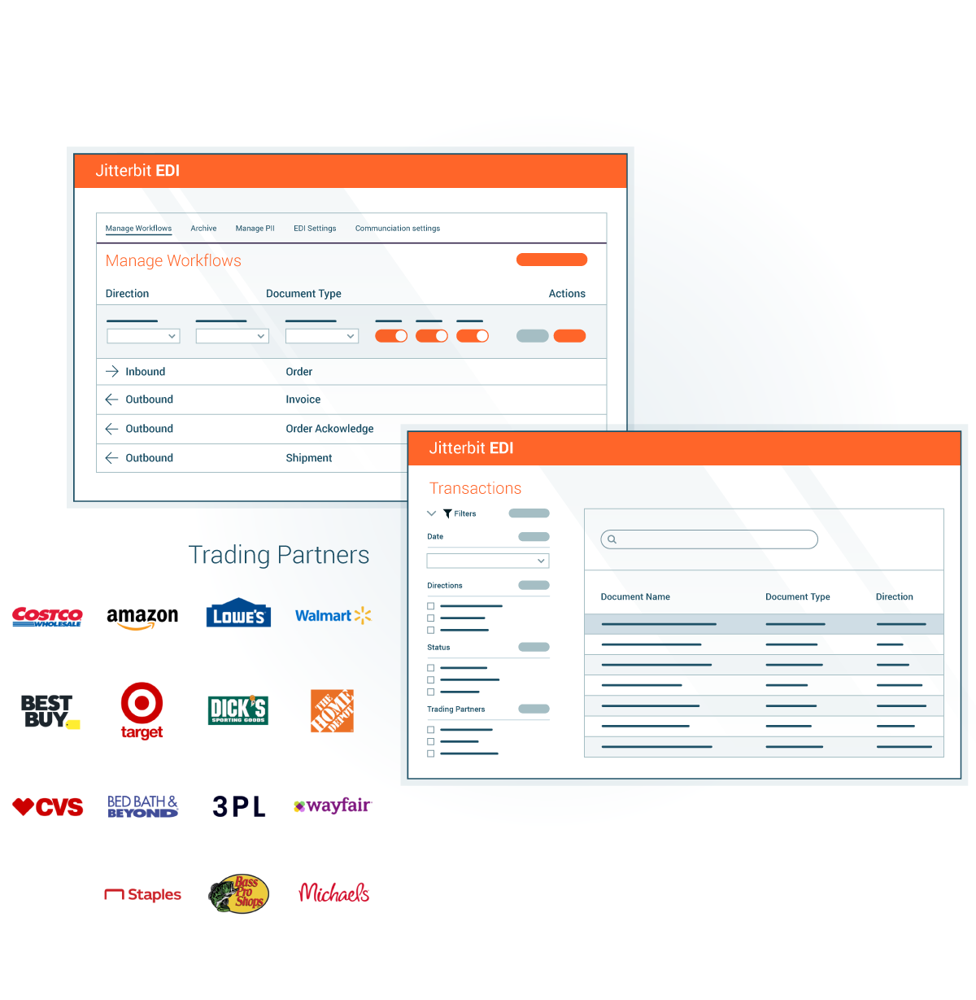 Jitterbit EDI
Manage Workflows Archive Manage PII EDI Settings Communciation settings
Manage Workflows
Direction Document Type Actions
Inbound Order
Outbound Invoice
Outbound Order Ackowledge
Outbound Shipment
Jitterbit EDI
Transactions
Filters
Date
Directions
Status
Trading Partners
Document Name Document Type Direction
Trading Partners
COSTCO WHOLESALE
amazon
LOWE'S
Walmart
BEST BUY
target
DICK'S SPORTING GOODS
THE HOME DEPOT
CVS
BED BATH & BEYOND
3PL
wayfair
Staples
Bass Pro Shops
Michaels